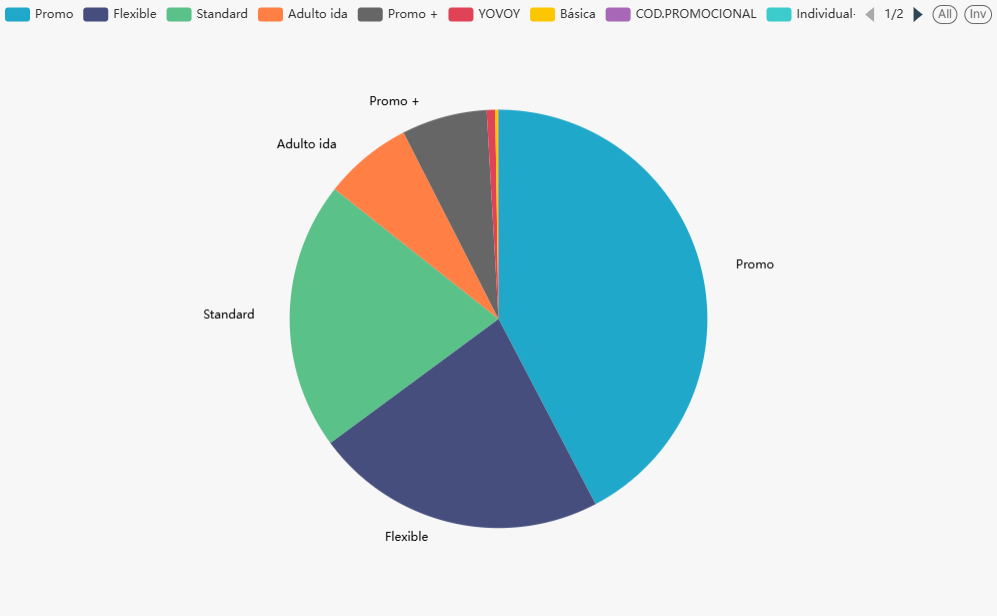 Promo Flexible Standard Adulto ida Promo + YOVOY Básica COD.PROMOCIONAL Individual- 1/2 All Inv
Promo +
Adulto ida
Promo
Standard
Flexible